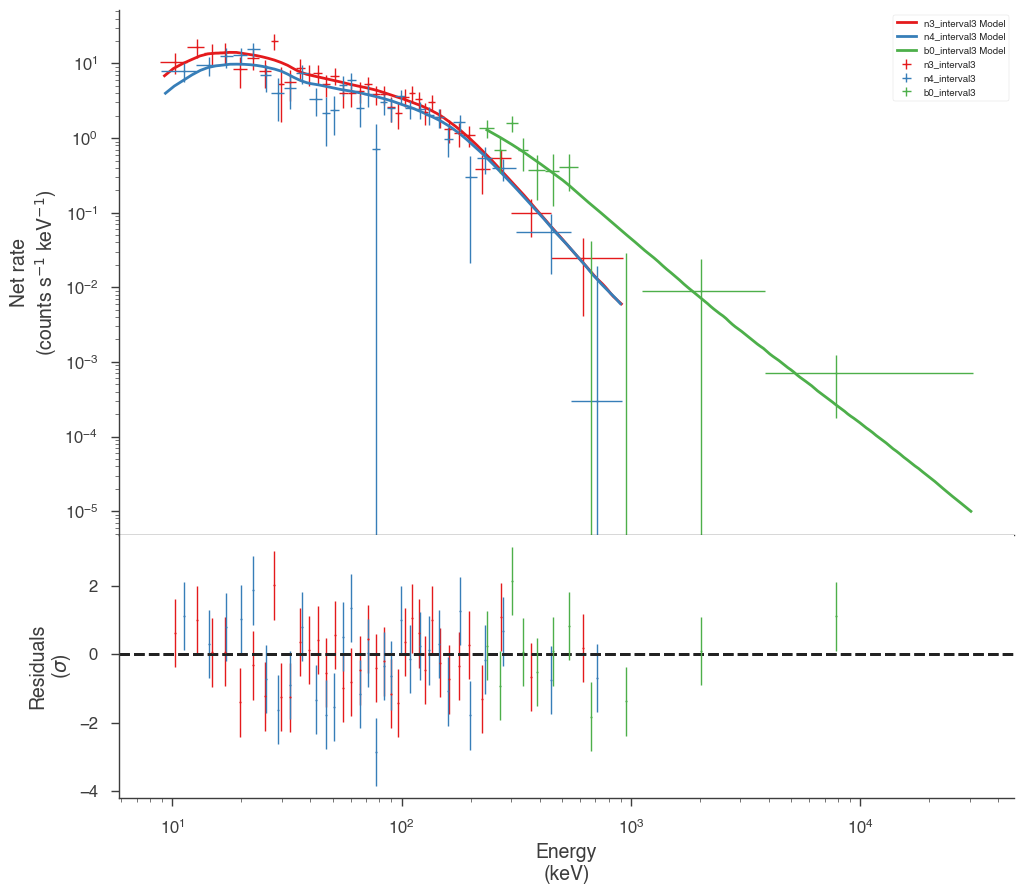 n3_interval3 Model
n4_interval3 Model
b0_interval3 Model
n3_interval3
n4_interval3
b0_interval3
Net rate
(counts s⁻¹ keV⁻¹)
10¹
10⁰
10⁻¹
10⁻²
10⁻³
10⁻⁴
10⁻⁵
Residuals
(σ)
2
0
−2
−4
10¹ 10² 10³ 10⁴
Energy
(keV)